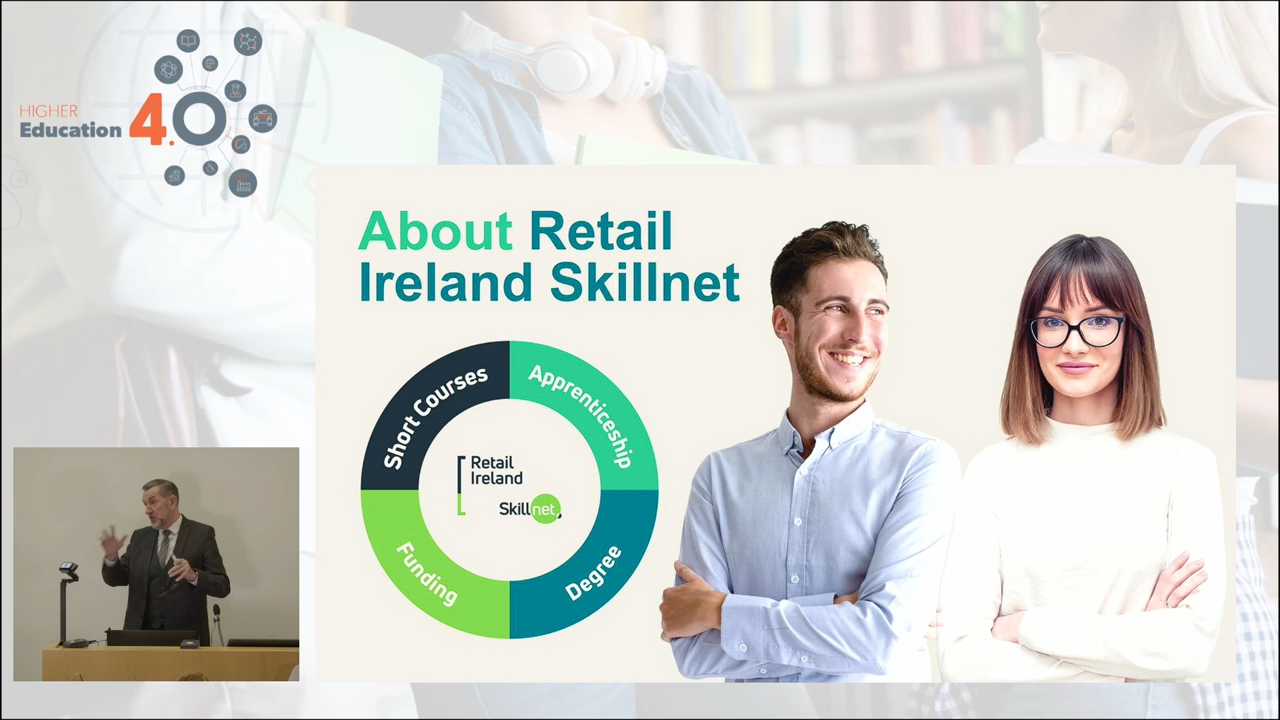 HIGHER
Education 4.0
About Retail
Ireland Skillnet
Short Courses
Apprenticeship
Retail
Ireland
Skillnet
Funding
Degree